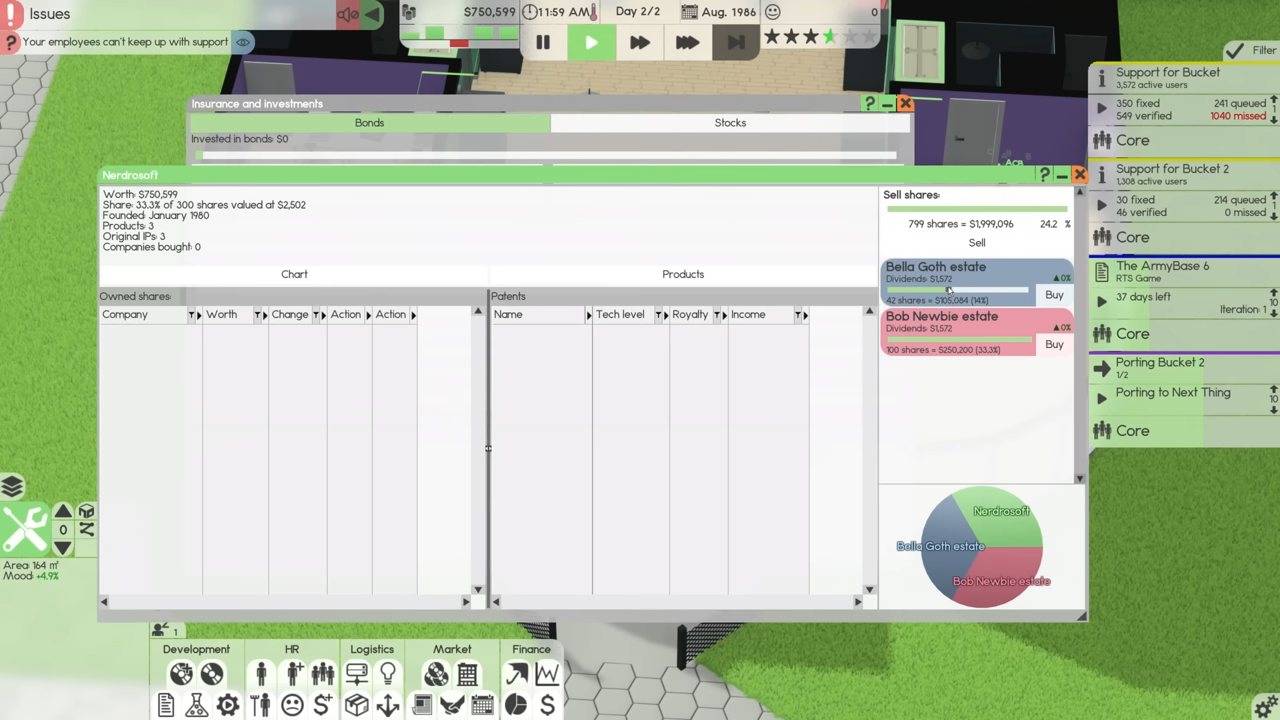 Issues
Your employees can't keep up with support
$750,599
11:59 AM
Day 2/2
Aug. 1986
0
Filter
Insurance and investments
Bonds
Stocks
Invested in bonds: $0
Nerdrosoft
Worth: $750,599
Share: 33.3% of 300 shares valued at $2,502
Founded: January 1980
Products: 3
Original IPs: 3
Companies bought: 0
Chart
Products
Owned shares:
Company
Worth
Change
Action
Action
Patents
Name
Tech level
Royalty
Income
Sell shares:
799 shares = $1,999,096
24.2 %
Sell
Bella Goth estate
Dividends: $1,572
0%
42 shares = $105,084 (14%)
Buy
Bob Newbie estate
Dividends: $1,572
0%
100 shares = $250,200 (33.3%)
Buy
Nerdrosoft
Bella Goth estate
Bob Newbie estate
Support for Bucket
3,572 active users
350 fixed
241 queued
549 verified
1040 missed
1
Core
Support for Bucket 2
1,308 active users
30 fixed
214 queued
46 verified
0 missed
1
Core
The ArmyBase 6
RTS Game
37 days left
Iteration: 1
10
Core
Porting Bucket 2
1/2
Porting to Next Thing
10
Core
0
Area: 164 m²
Mood: +4.9%
1
Development
HR
Logistics
Market
Finance